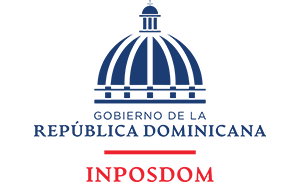 GOBIERNO DE LA
REPÚBLICA DOMINICANA
INPOSDOM